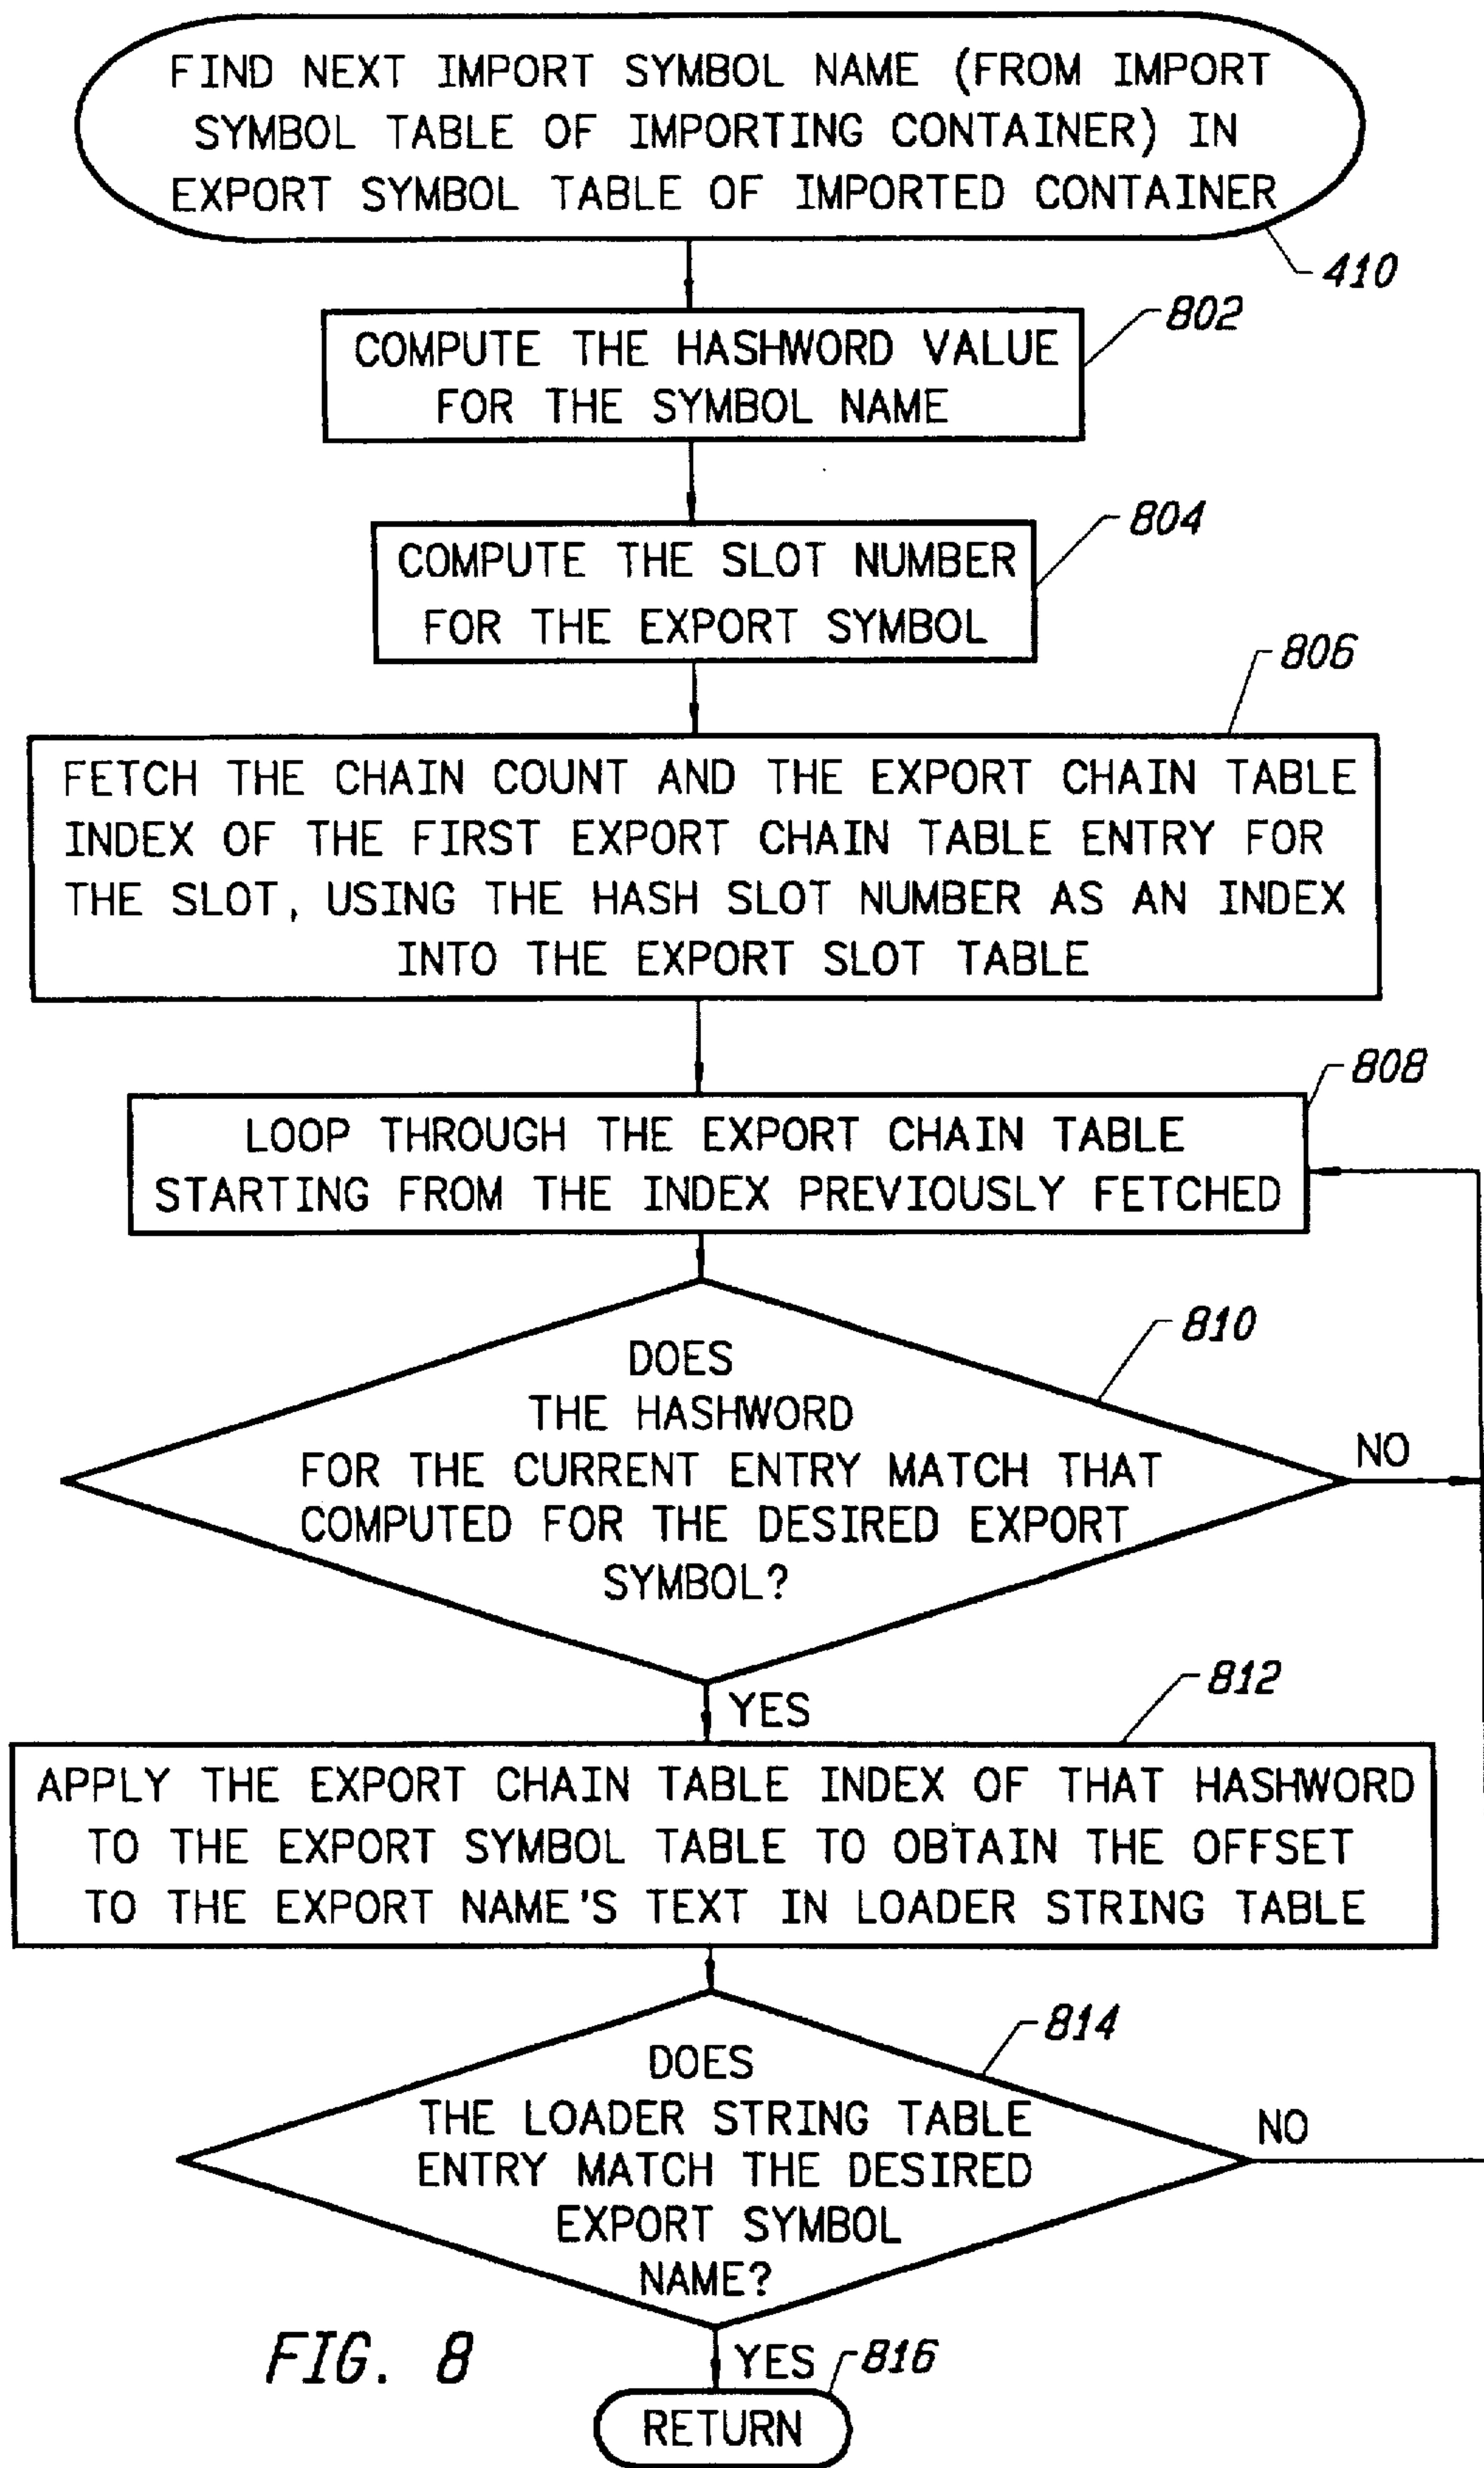 FIND NEXT IMPORT SYMBOL NAME (FROM IMPORT
SYMBOL TABLE OF IMPORTING CONTAINER) IN
EXPORT SYMBOL TABLE OF IMPORTED CONTAINER
410
802
COMPUTE THE HASHWORD VALUE
FOR THE SYMBOL NAME
804
COMPUTE THE SLOT NUMBER
FOR THE EXPORT SYMBOL
806
FETCH THE CHAIN COUNT AND THE EXPORT CHAIN TABLE
INDEX OF THE FIRST EXPORT CHAIN TABLE ENTRY FOR
THE SLOT, USING THE HASH SLOT NUMBER AS AN INDEX
INTO THE EXPORT SLOT TABLE
808
LOOP THROUGH THE EXPORT CHAIN TABLE
STARTING FROM THE INDEX PREVIOUSLY FETCHED
810
DOES
THE HASHWORD
FOR THE CURRENT ENTRY MATCH THAT
COMPUTED FOR THE DESIRED EXPORT
SYMBOL?
NO
YES
812
APPLY THE EXPORT CHAIN TABLE INDEX OF THAT HASHWORD
TO THE EXPORT SYMBOL TABLE TO OBTAIN THE OFFSET
TO THE EXPORT NAME'S TEXT IN LOADER STRING TABLE
814
DOES
THE LOADER STRING TABLE
ENTRY MATCH THE DESIRED
EXPORT SYMBOL
NAME?
NO
YES
816
RETURN
FIG. 8